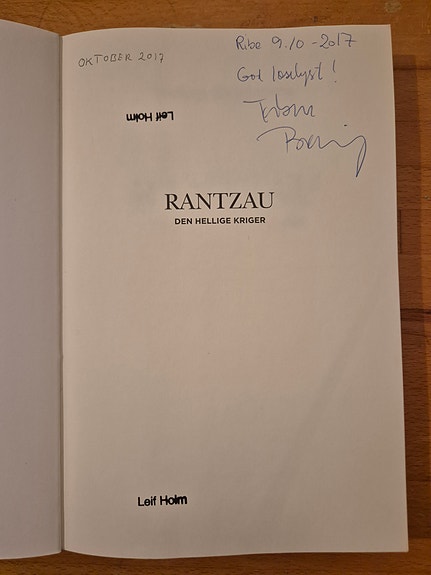 OKTOBER 2017
Ribe 9.10 - 2017
God læselyst!
Leif Holm
RANTZAU
DEN HELLIGE KRIGER
Leif Holm